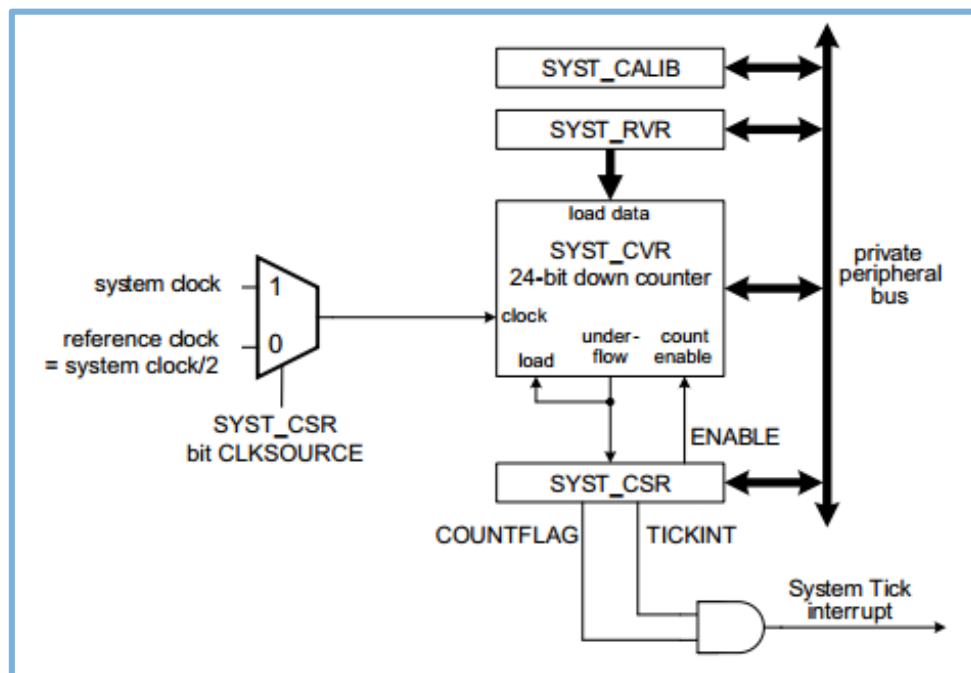 SYST_CALIB
SYST_RVR
load data
SYST_CVR
24-bit down counter
private
peripheral
bus
system clock
1
clock
reference clock
= system clock/2
0
under-
flow
count
enable
load
SYST_CSR
bit CLKSOURCE
ENABLE
SYST_CSR
COUNTFLAG
TICKINT
System Tick
interrupt